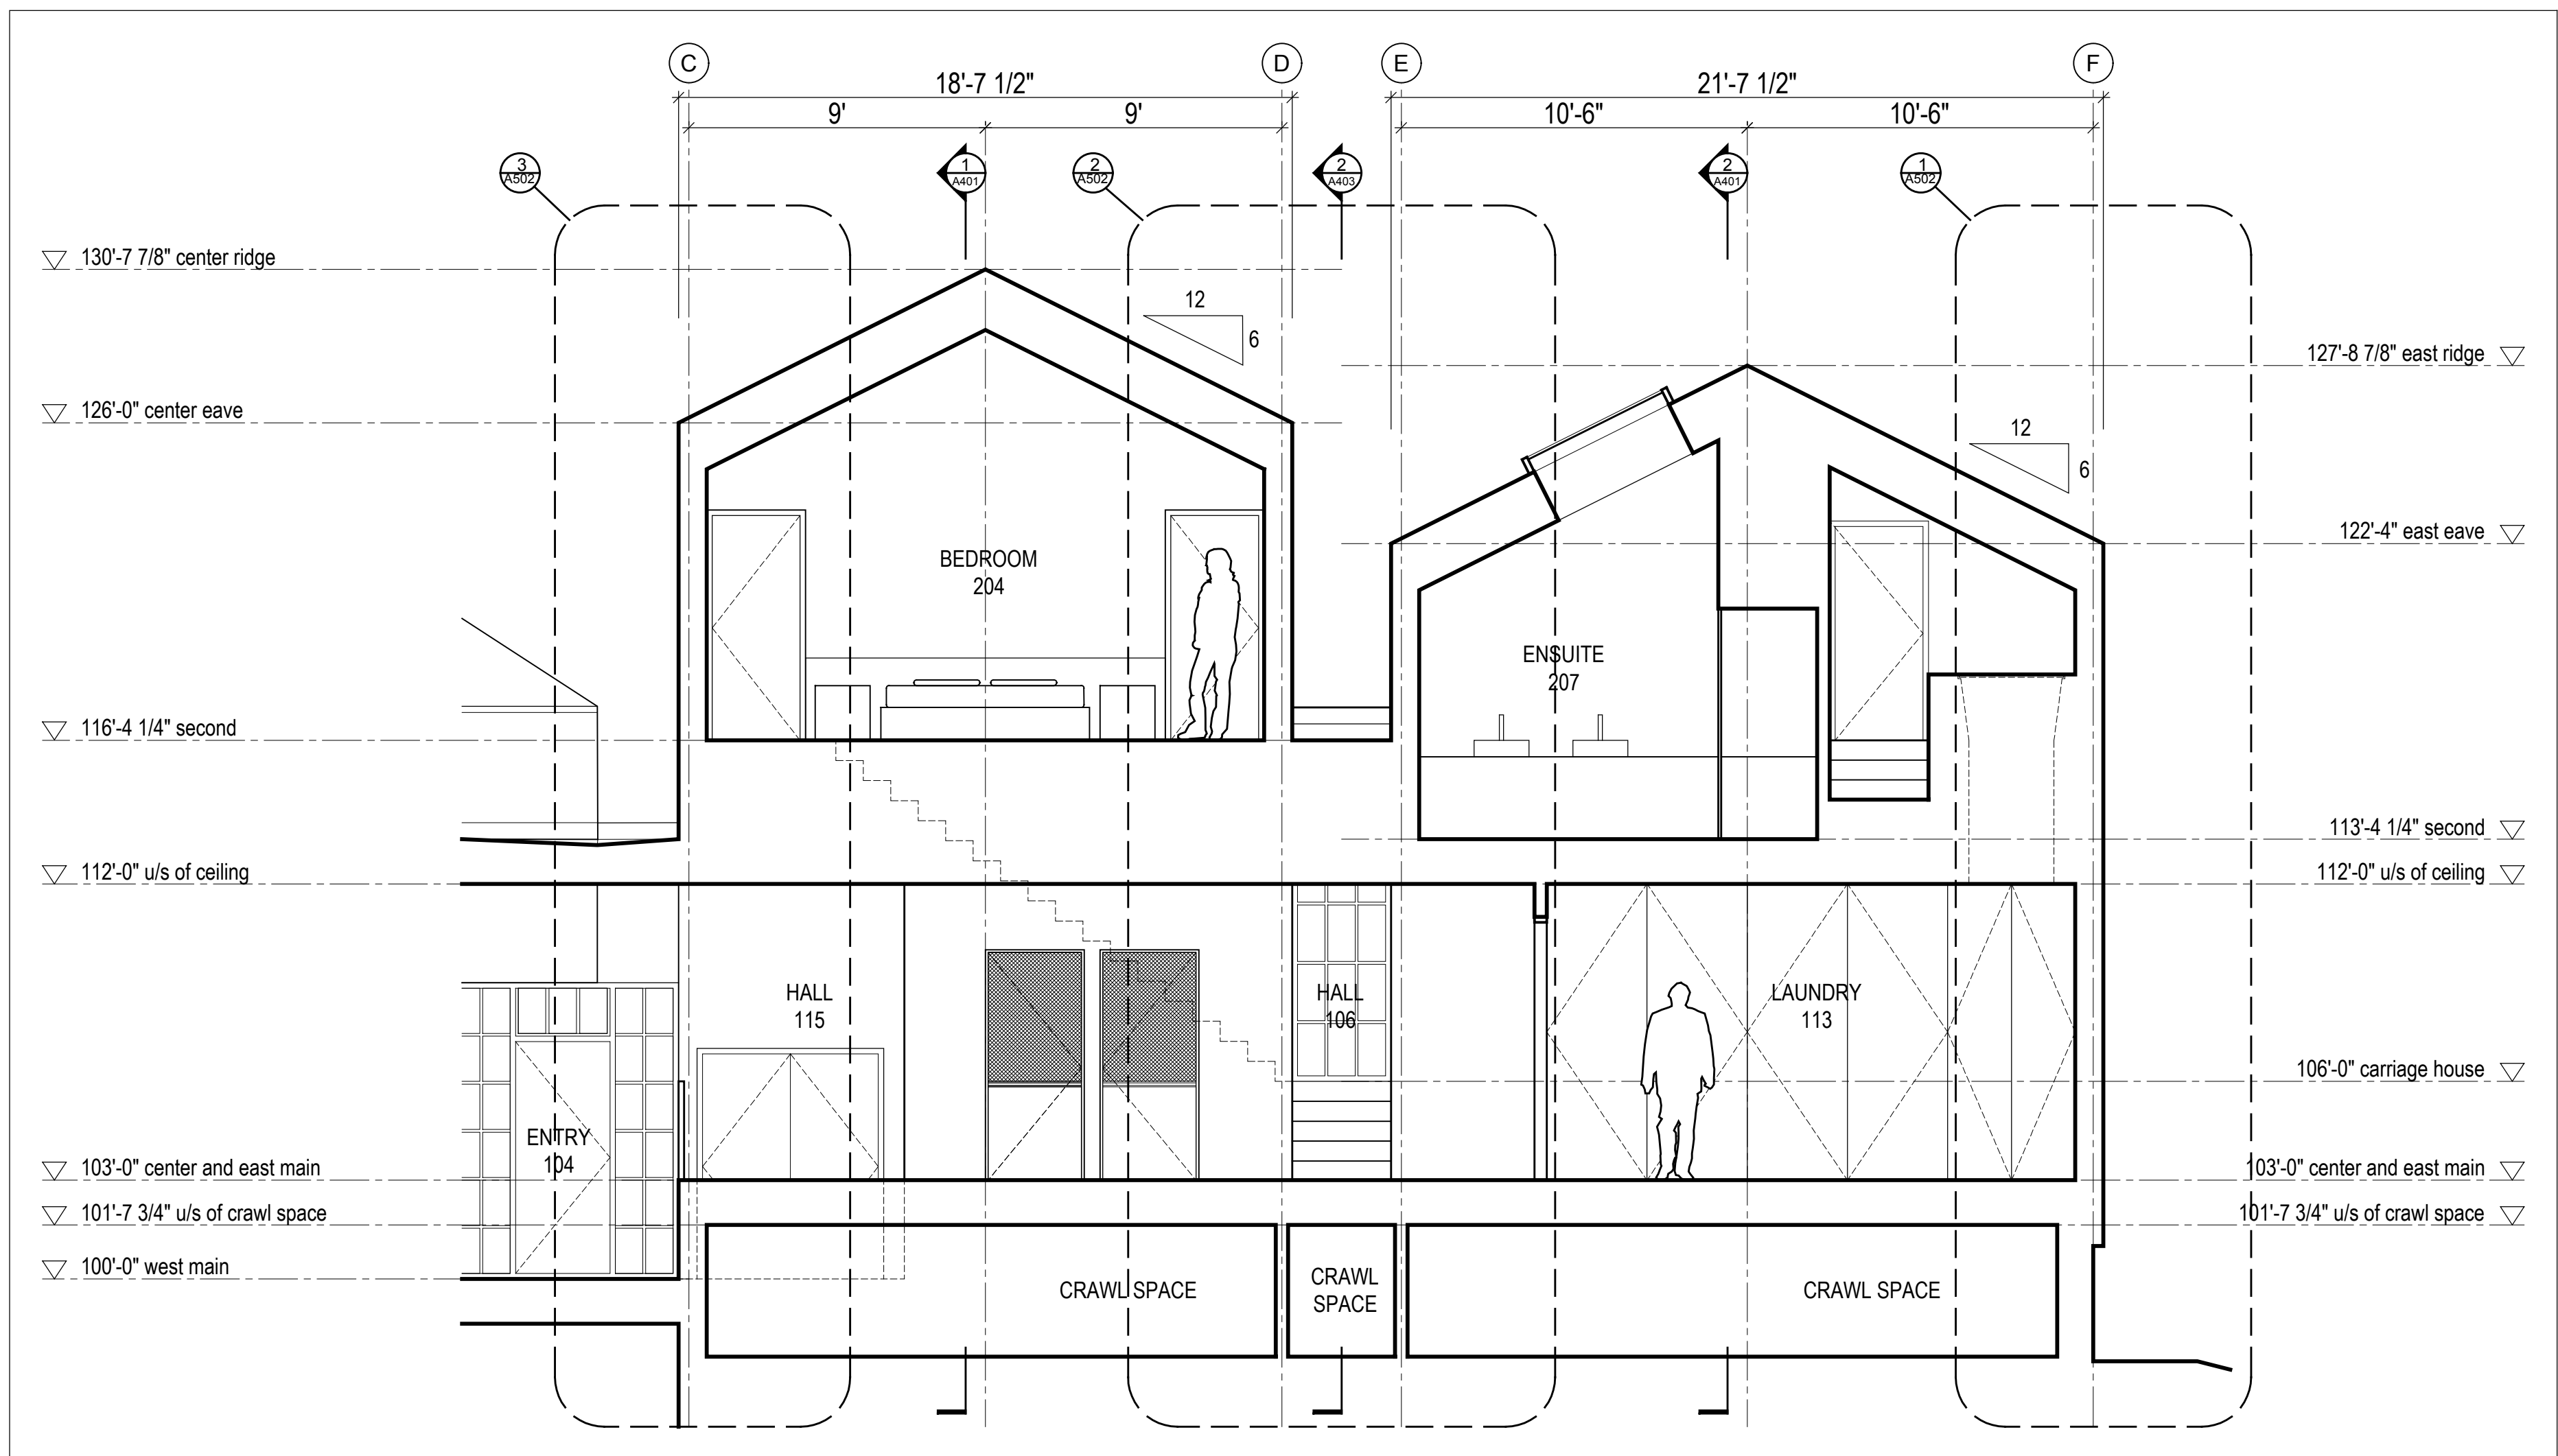 C
D
E
F
18'-7 1/2"
21'-7 1/2"
9'
9'
10'-6"
10'-6"
3
A502
1
A401
2
A502
2
A403
2
A401
1
A502
130'-7 7/8" center ridge
12
6
127'-8 7/8" east ridge
126'-0" center eave
12
6
122'-4" east eave
BEDROOM
204
ENSUITE
207
116'-4 1/4" second
113'-4 1/4" second
112'-0" u/s of ceiling
112'-0" u/s of ceiling
HALL
115
HALL
106
LAUNDRY
113
106'-0" carriage house
ENTRY
104
103'-0" center and east main
103'-0" center and east main
101'-7 3/4" u/s of crawl space
101'-7 3/4" u/s of crawl space
100'-0" west main
CRAWL SPACE
CRAWL
SPACE
CRAWL SPACE